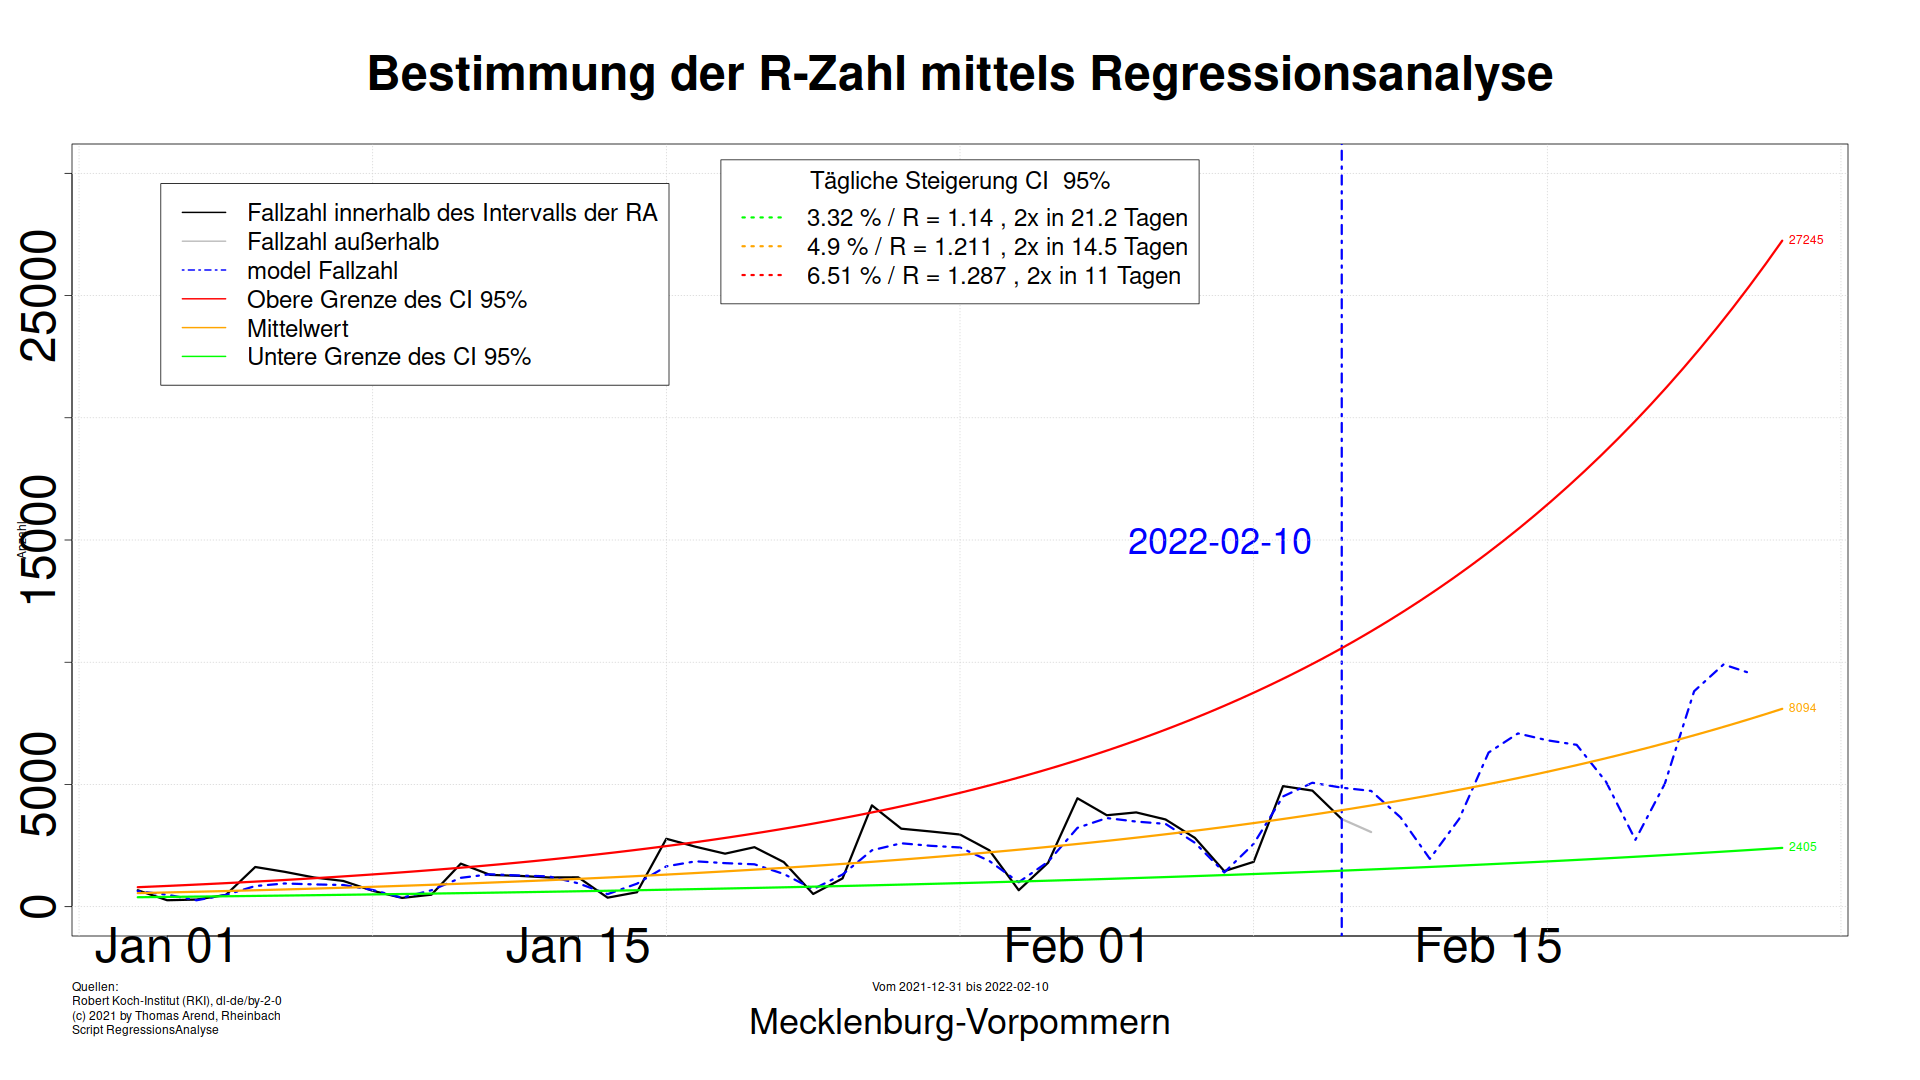 Bestimmung der R-Zahl mittels Regressionsanalyse
Fallzahl innerhalb des Intervalls der RA
Fallzahl außerhalb
model Fallzahl
Obere Grenze des CI 95%
Mittelwert
Untere Grenze des CI 95%
Tägliche Steigerung CI 95%
3.32 % / R = 1.14 , 2x in 21.2 Tagen
4.9 % / R = 1.211 , 2x in 14.5 Tagen
6.51 % / R = 1.287 , 2x in 11 Tagen
27245
8094
2405
2022-02-10
25000
15000
5000
0
Anzahl
Jan 01
Jan 15
Feb 01
Feb 15
Quellen:
Robert Koch-Institut (RKI), dl-de/by-2-0
(c) 2021 by Thomas Arend, Rheinbach
Script RegressionsAnalyse
Vom 2021-12-31 bis 2022-02-10
Mecklenburg-Vorpommern